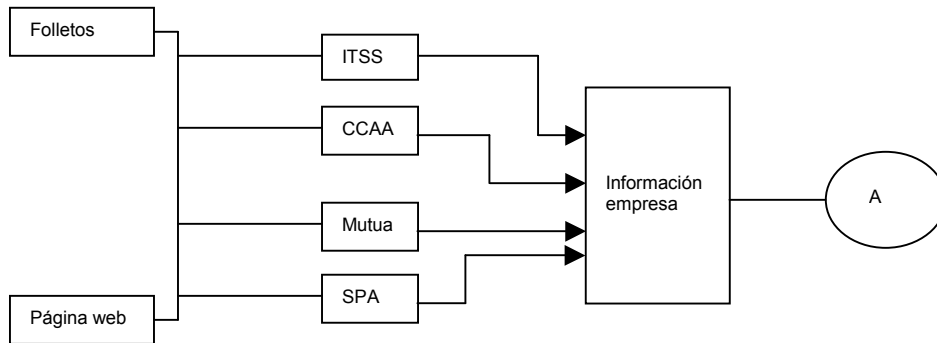 Folletos
ITSS
CCAA
Información
empresa
A
Mutua
SPA
Página web